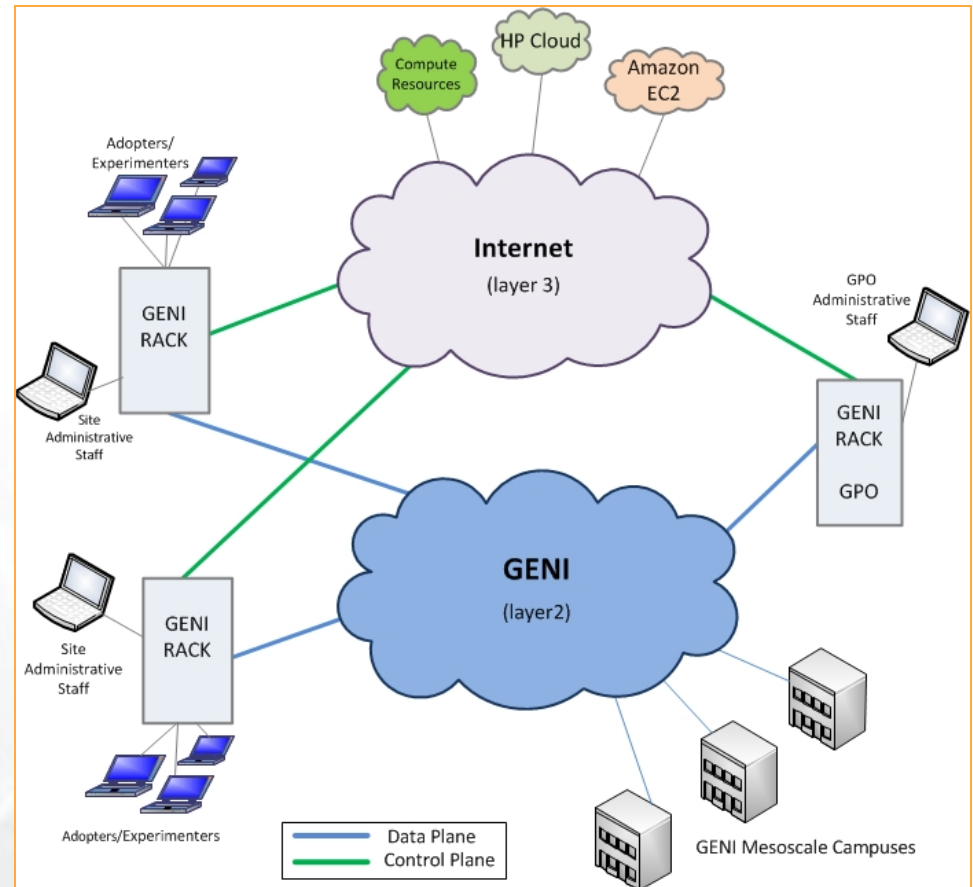 HP Cloud
Compute
Resources
Amazon
EC2
Adopters/
Experimenters
Internet
(layer 3)
GENI
RACK
GPO
Administrative
Staff
Site
Administrative
Staff
GENI
RACK
GPO
GENI
(layer2)
GENI
RACK
Site
Administrative
Staff
Adopters/Experimenters
Data Plane
Control Plane
GENI Mesoscale Campuses